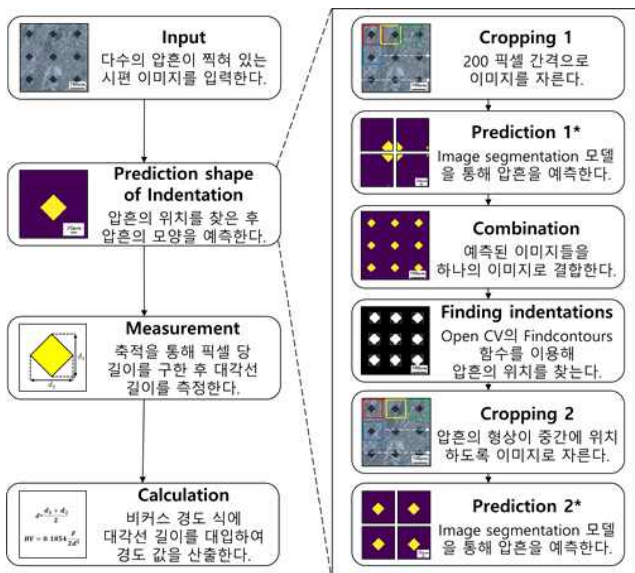 Input
다수의 압흔이 찍혀 있는
시편 이미지를 입력한다.
Prediction shape
of Indentation
압흔의 위치를 찾은 후
압흔의 모양을 예측한다.
Measurement
축적을 통해 픽셀 당
길이를 구한 후 대각선
길이를 측정한다.
Calculation
비커스 경도 식에
대각선 길이를 대입하여
경도 값을 산출한다.
Cropping 1
200 픽셀 간격으로
이미지를 자른다.
Prediction 1*
Image segmentation 모델
을 통해 압흔을 예측한다.
Combination
예측된 이미지들을
하나의 이미지로 결합한다.
Finding indentations
Open CV의 Findcontours
함수를 이용해
압흔의 위치를 찾는다.
Cropping 2
압흔의 형상이 중간에 위치
하도록 이미지로 자른다.
Prediction 2*
Image segmentation 모델
을 통해 압흔을 예측한다.